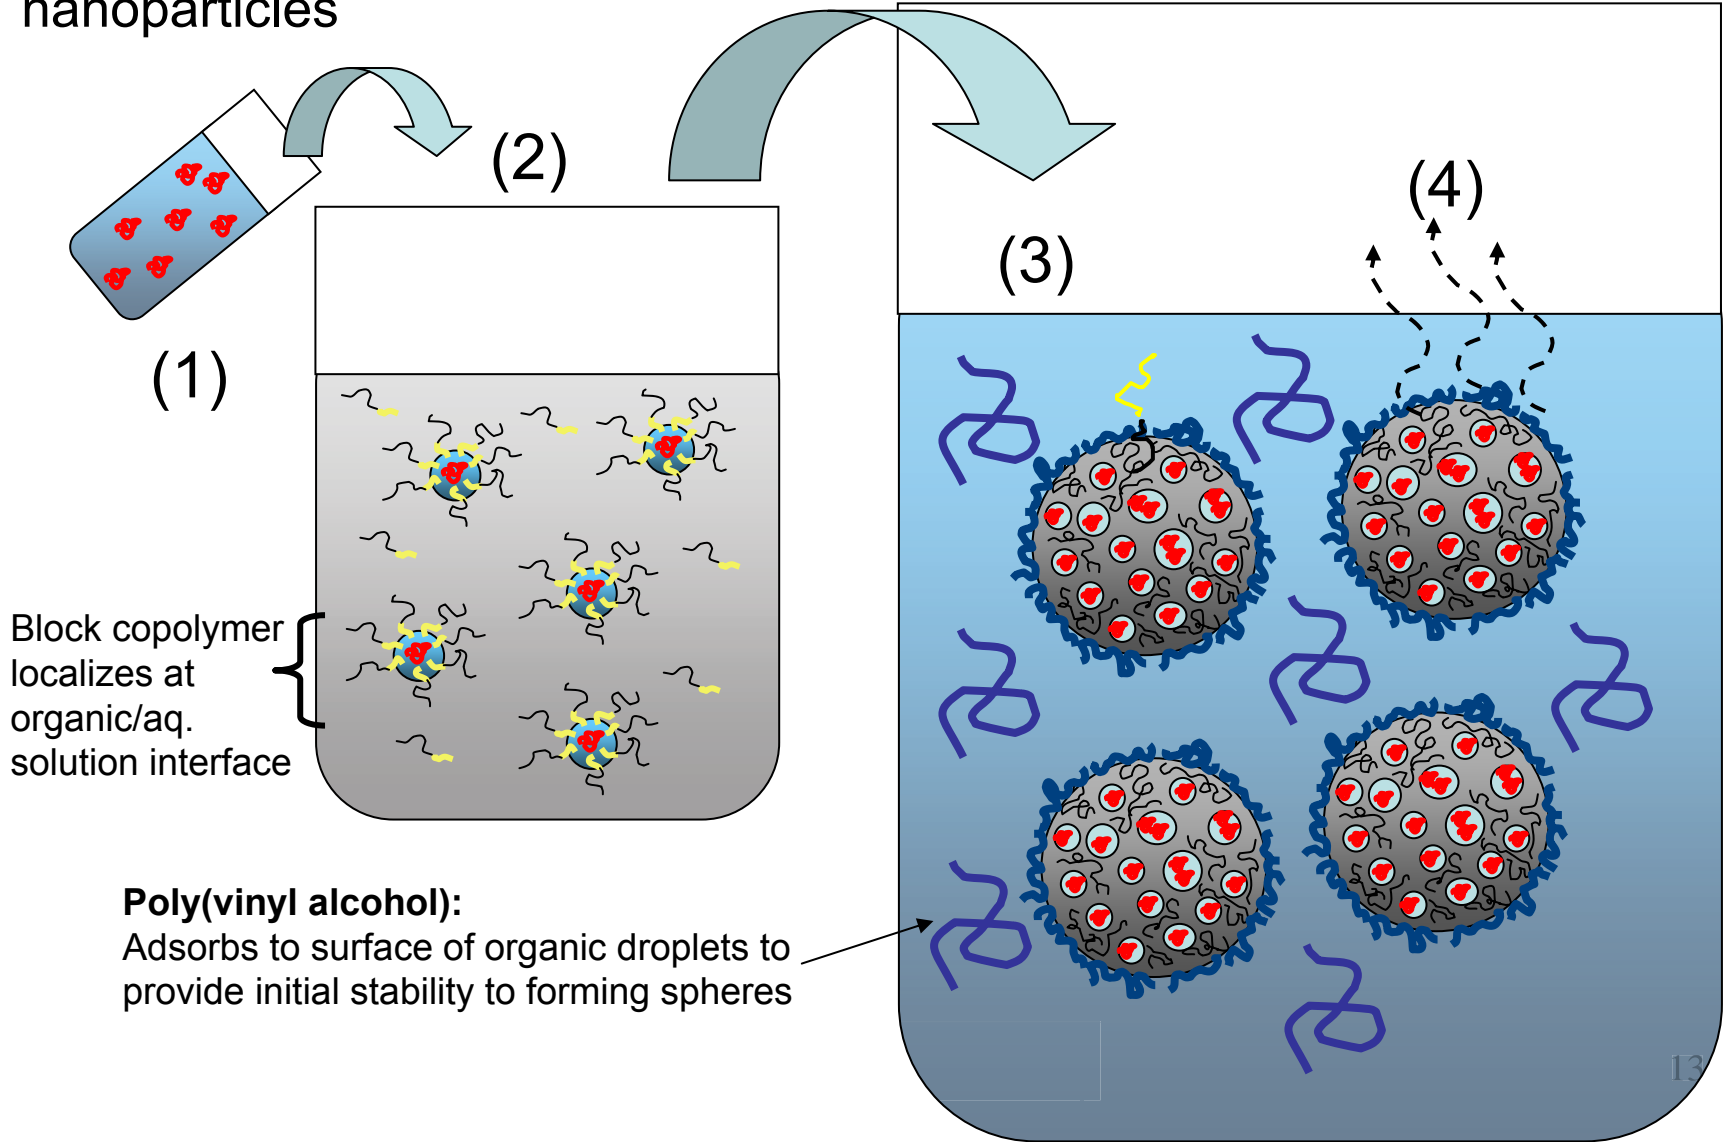 nanoparticles
(1)
(2)
(3)
(4)
Block copolymer
localizes at
organic/aq.
solution interface
Poly(vinyl alcohol):
Adsorbs to surface of organic droplets to
provide initial stability to forming spheres
13